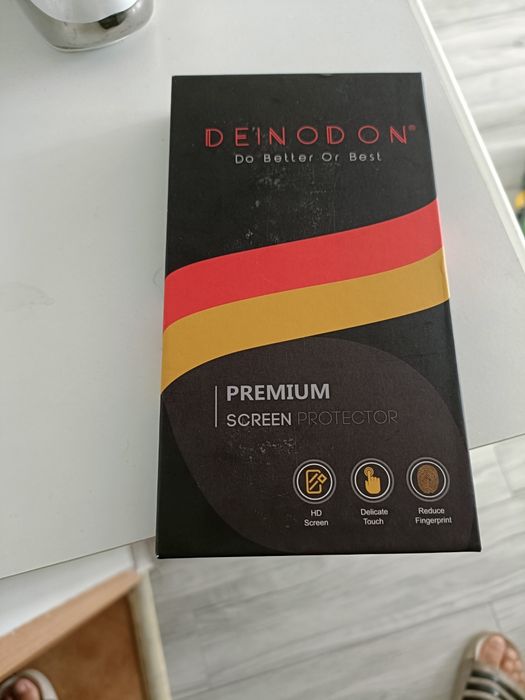 DEINODON®
Do Better Or Best
PREMIUM
SCREEN PROTECTOR
HD
Screen
Delicate
Touch
Reduce
Fingerprint